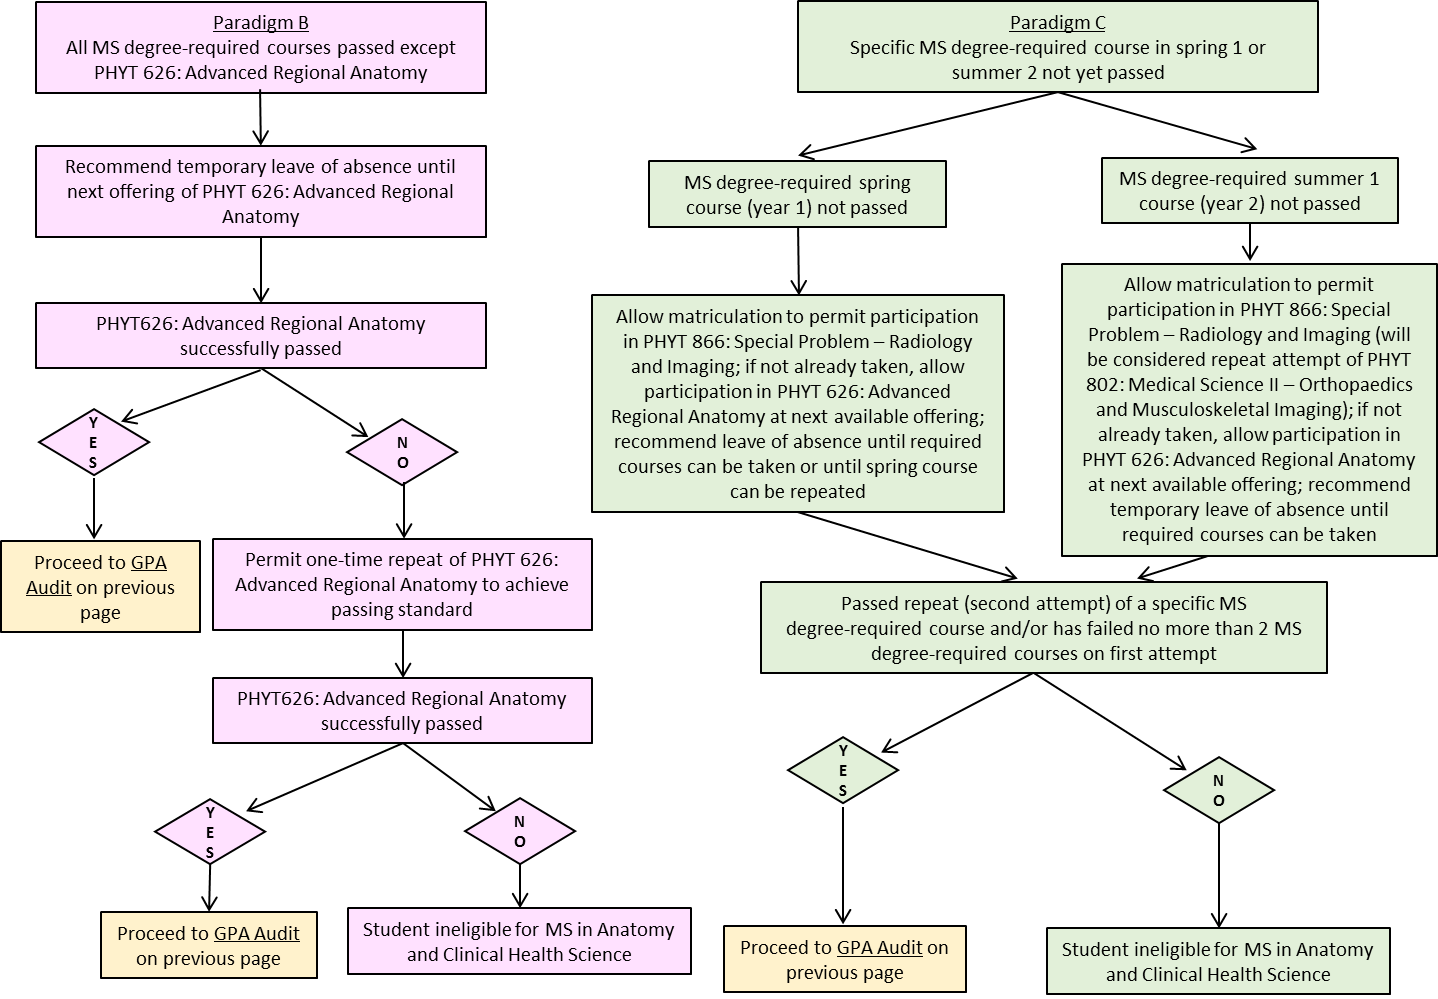 Paradigm B
All MS degree-required courses passed except
PHYT 626: Advanced Regional Anatomy
Recommend temporary leave of absence until
next offering of PHYT 626: Advanced Regional
Anatomy
PHYT626: Advanced Regional Anatomy
successfully passed
Y
E
S
N
O
Proceed to GPA
Audit on previous
page
Permit one-time repeat of PHYT 626:
Advanced Regional Anatomy to achieve
passing standard
PHYT626: Advanced Regional Anatomy
successfully passed
Y
E
S
N
O
Proceed to GPA Audit
on previous page
Student ineligible for MS in Anatomy
and Clinical Health Science
Paradigm C
Specific MS degree-required course in spring 1 or
summer 2 not yet passed
MS degree-required spring
course (year 1) not passed
MS degree-required summer 1
course (year 2) not passed
Allow matriculation to permit participation
in PHYT 866: Special Problem – Radiology
and Imaging; if not already taken, allow
participation in PHYT 626: Advanced
Regional Anatomy at next available offering;
recommend leave of absence until required
courses can be taken or until spring course
can be repeated
Allow matriculation to permit
participation in PHYT 866: Special
Problem – Radiology and Imaging (will
be considered repeat attempt of PHYT
802: Medical Science II – Orthopaedics
and Musculoskeletal Imaging); if not
already taken, allow participation in
PHYT 626: Advanced Regional Anatomy
at next available offering; recommend
temporary leave of absence until
required courses can be taken
Passed repeat (second attempt) of a specific MS
degree-required course and/or has failed no more than 2 MS
degree-required courses on first attempt
Y
E
S
N
O
Proceed to GPA Audit on
previous page
Student ineligible for MS in Anatomy
and Clinical Health Science